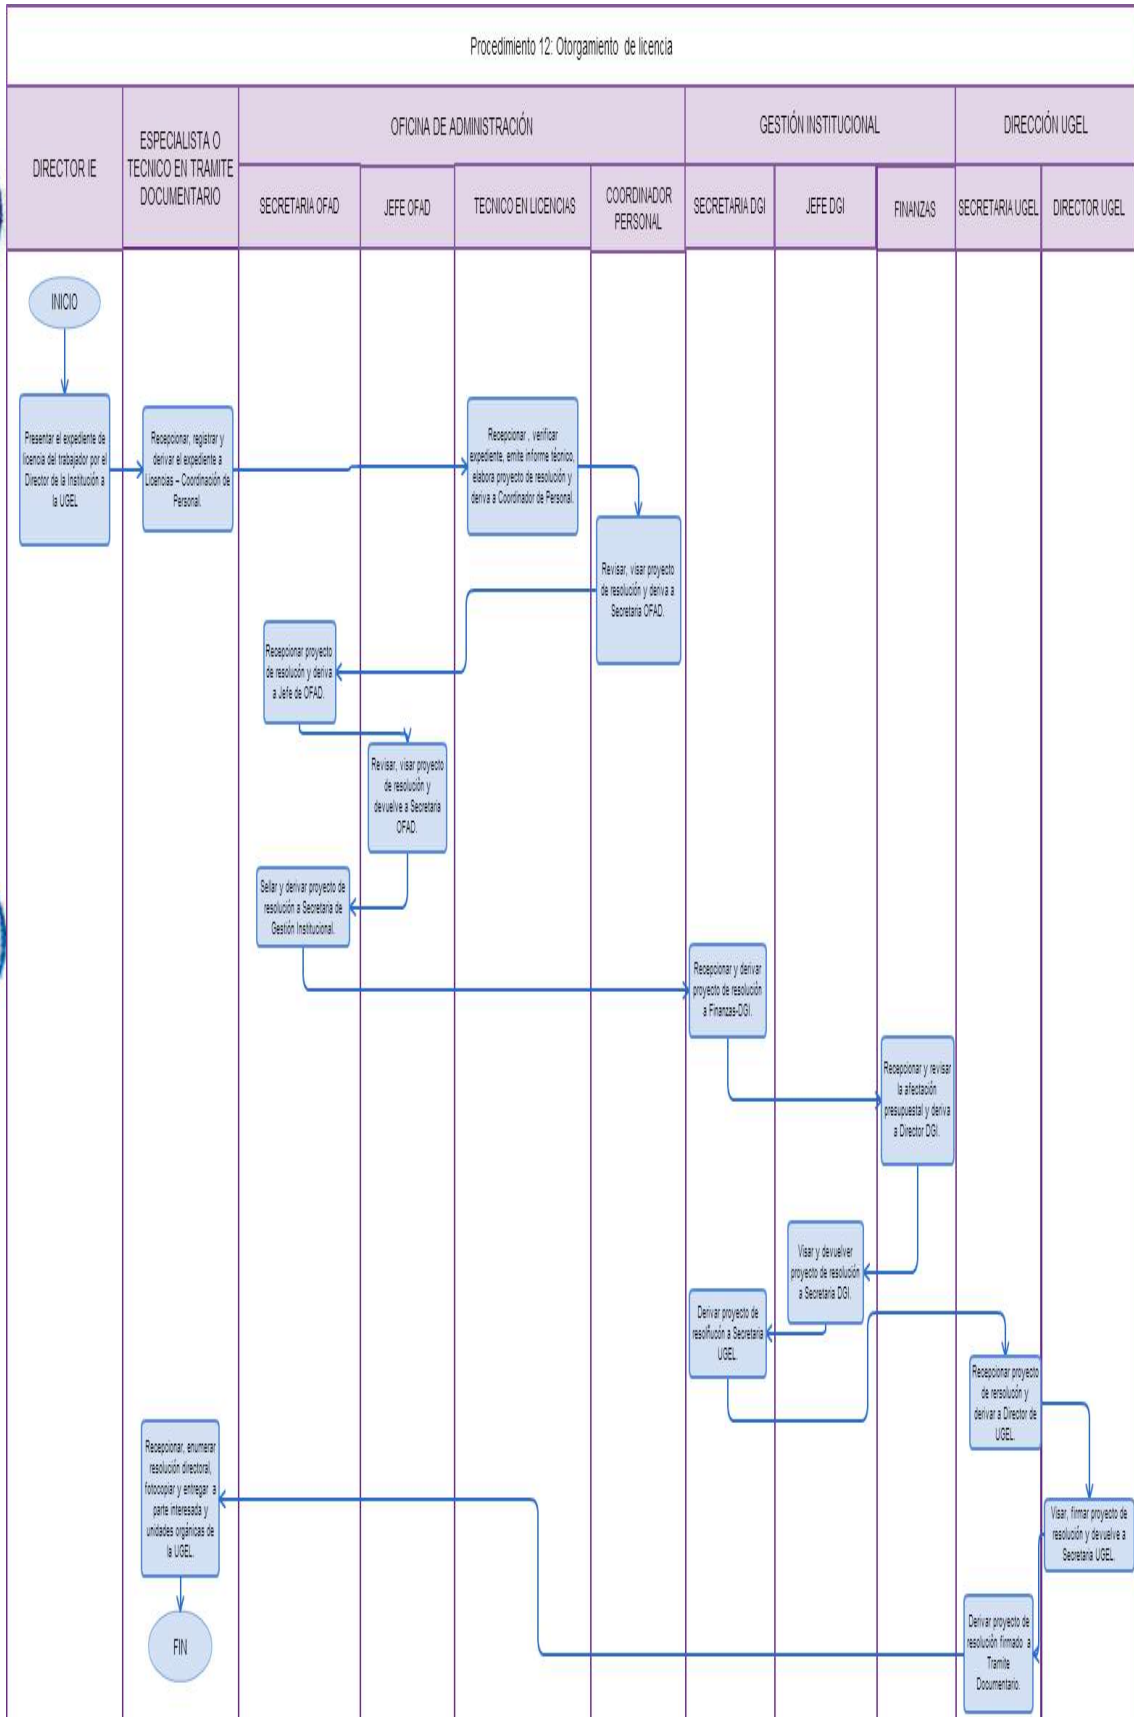 Procedimiento 12: Otorgamiento de licencia
DIRECTOR IE
ESPECIALISTA O
TECNICO EN TRAMITE
DOCUMENTARIO
OFICINA DE ADMINISTRACIÓN
GESTIÓN INSTITUCIONAL
DIRECCIÓN UGEL
SECRETARIA OFAD
JEFE OFAD
TECNICO EN LICENCIAS
COORDINADOR
PERSONAL
SECRETARIA DGI
JEFE DGI
FINANZAS
SECRETARIA UGEL
DIRECTOR UGEL
INICIO
Presentar el expediente de
licencia del trabajador por el
Director de la Institución a
la UGEL
Recepcionar, registrar y
derivar el expediente a
Licencias – Coordinación de
Personal.
Recepcionar , verificar
expediente, emite informe técnico,
elabora proyecto de resolución y
deriva a Coordinador de Personal.
Revisar, visar proyecto
de resolución y deriva a
Secretaria OFAD.
Recepcionar proyecto
de resolución y deriva
a Jefe de OFAD.
Revisar, visar proyecto
de resolución y
devuelve a Secretaria
OFAD.
Sellar y derivar proyecto de
resolución a Secretaria de
Gestión Institucional.
Recepcionar y derivar
proyecto de resolución
a Finanzas-DGI.
Recepcionar y revisar
la afectación
presupuestal y deriva
a Director DGI.
Visar y devuelver
proyecto de resolución
a Secretaria DGI.
Derivar proyecto de
a Secretaria
UGEL.
Recepcionar proyecto
de rersolución y
derivar a Director de
UGEL.
Visar, firmar proyecto de
resolución y devuelve a
Secretaria UGEL.
Derivar proyecto de
resolución firmado a
Tramite
Documentario.
Recepcionar, enumerar
resolución directoral,
fotocopiar y entregar a
parte interesada y
unidades orgánicas de
la UGEL.
FIN